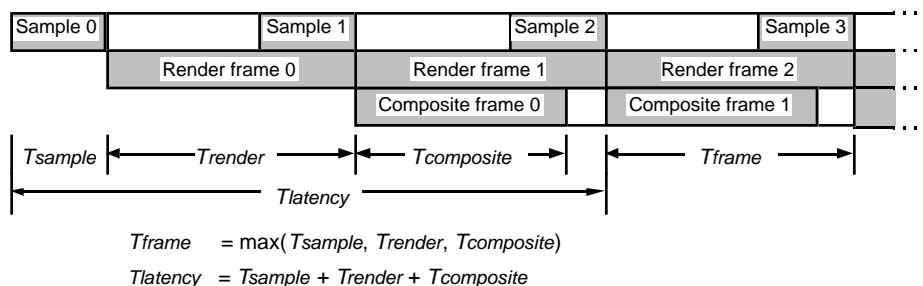 Sample 0 Sample 1 Sample 2 Sample 3
Render frame 0 Render frame 1 Render frame 2
Composite frame 0 Composite frame 1
Tsample Trender Tcomposite Tframe
Tlatency
Tframe = max(Tsample, Trender, Tcomposite)
Tlatency = Tsample + Trender + Tcomposite